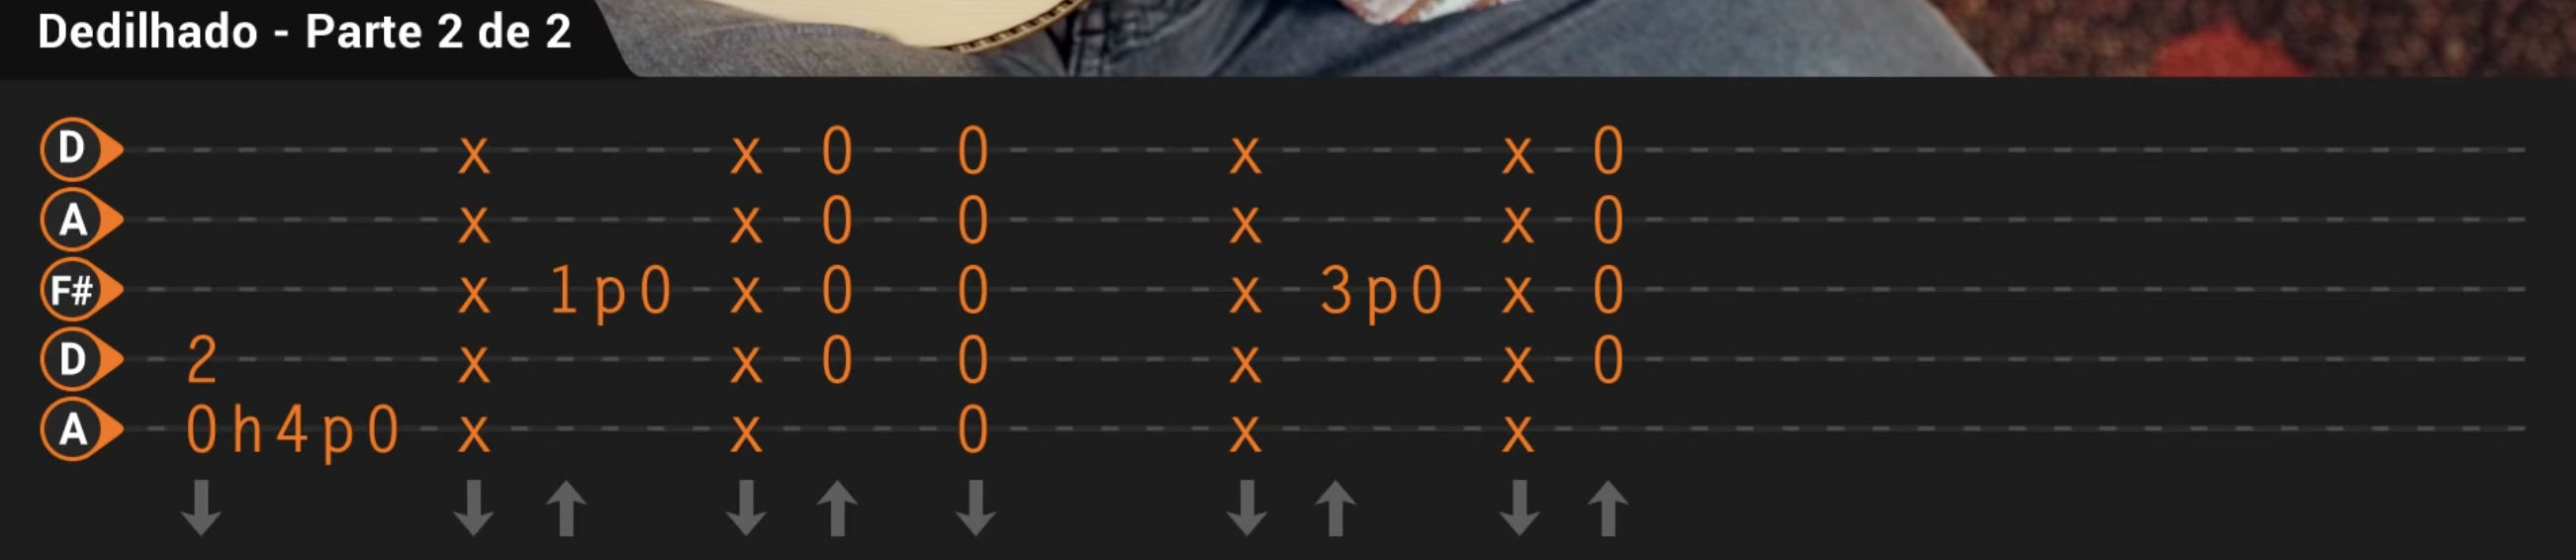 Dedilhado - Parte 2 de 2
D x x 0 0 x x 0
A x x 0 0 x x 0
F# x 1p0 x 0 0 x 3p0 x 0
D 2 x x 0 0 x x 0
A 0h4p0 x x 0 x x
↓ ↓ ↑ ↓ ↑ ↓ ↓ ↑ ↓ ↑